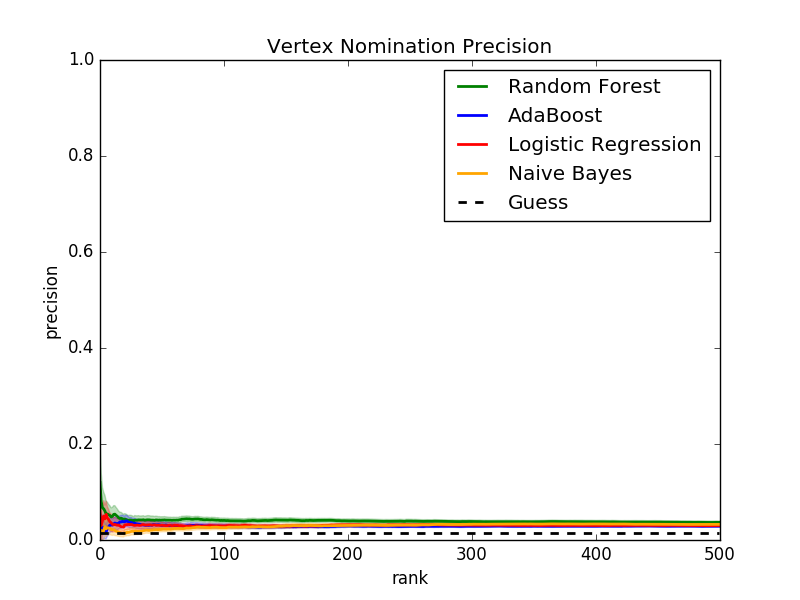 Vertex Nomination Precision
1.0
0.8
0.6
0.4
0.2
0.0
precision
Random Forest
AdaBoost
Logistic Regression
Naive Bayes
Guess
0 100 200 300 400 500
rank